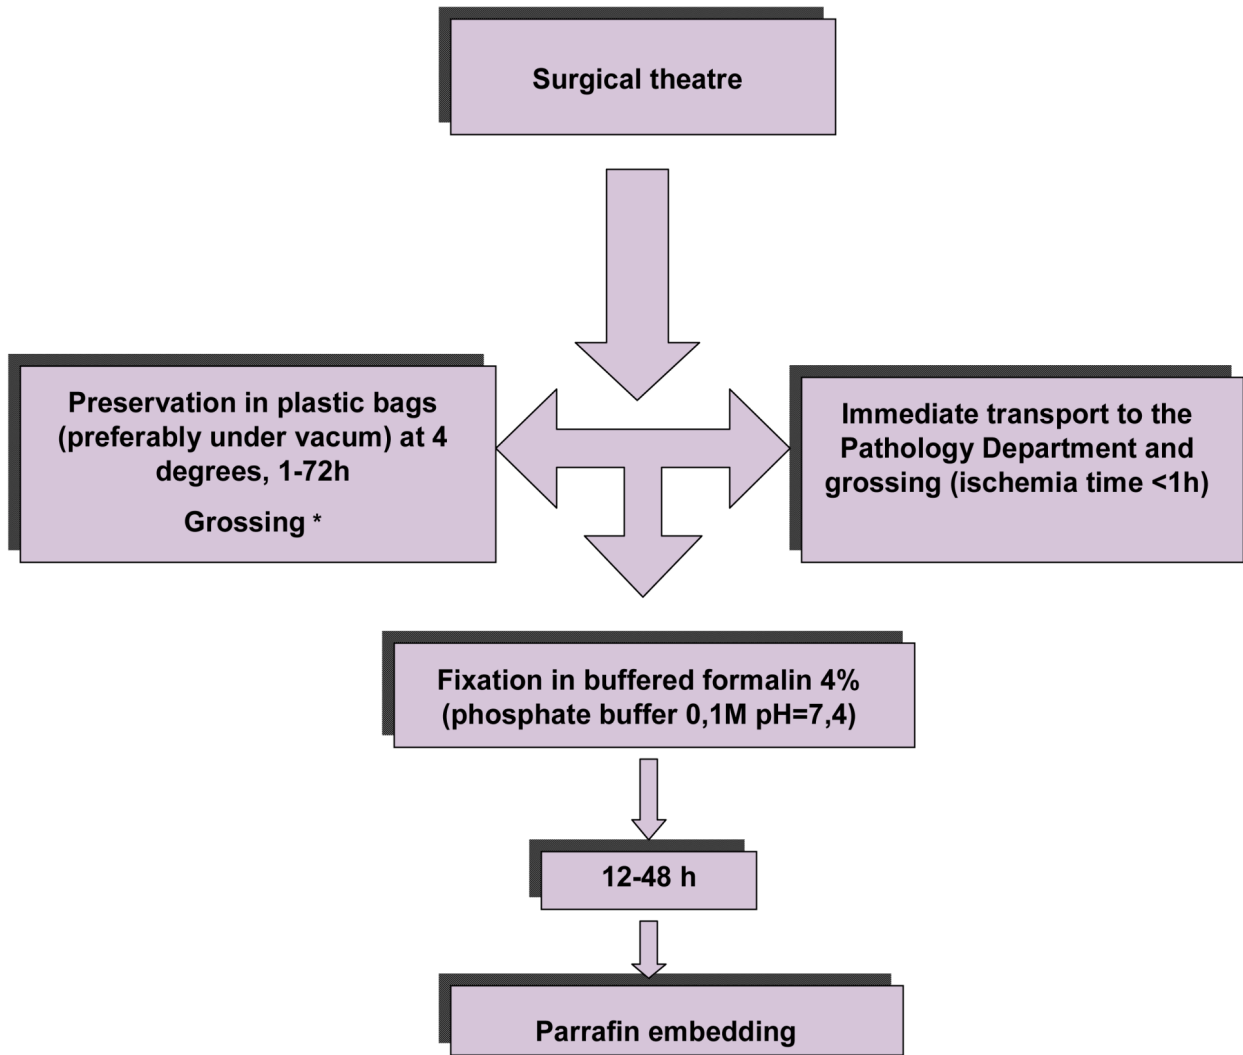 Surgical theatre
Preservation in plastic bags
(preferably under vacum) at 4
degrees, 1-72h
Grossing *
Immediate transport to the
Pathology Department and
grossing (ischemia time <1h)
Fixation in buffered formalin 4%
(phosphate buffer 0,1M pH=7,4)
12-48 h
Parrafin embedding